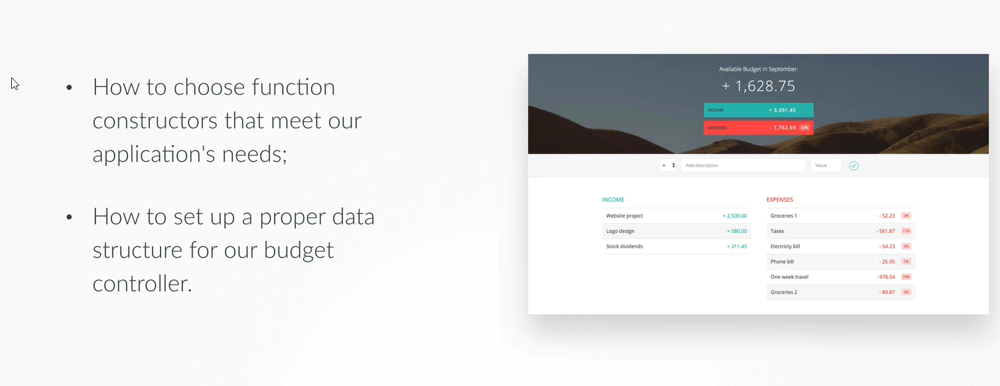 • How to choose function
constructors that meet our
application's needs;
• How to set up a proper data
structure for our budget
controller.
Available Budget in September:
+ 1,628.75
INCOME + 3,391.45
EXPENSES - 1,762.69 52%
+ Add description Value
INCOME
Website project + 2,500.00
Logo design + 580.00
Stock dividends + 311.45
EXPENSES
Groceries 1 - 52.23 2%
Taxes - 561.87 17%
Electricty bill - 54.23 2%
Phone bill - 25.95 1%
One week travel - 978.54 29%
Groceries 2 - 89.87 3%